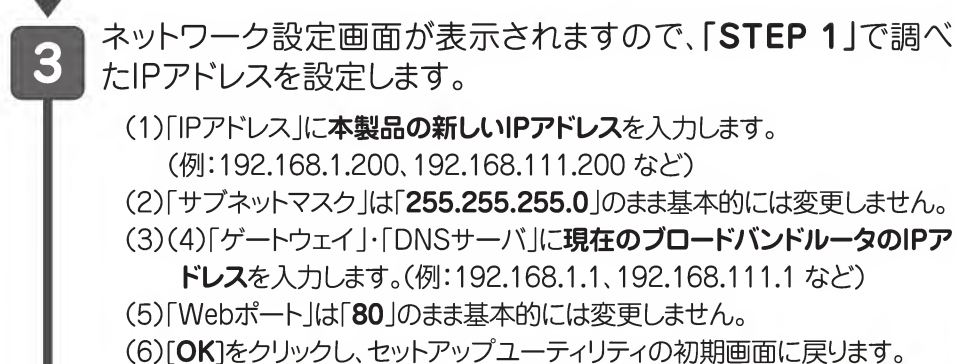 3
ネットワーク設定画面が表示されますので、「STEP 1」で調べ
たIPアドレスを設定します。
(1)「IPアドレス」に本製品の新しいIPアドレスを入力します。
(例:192.168.1.200、192.168.111.200 など)
(2)「サブネットマスク」は「255.255.255.0」のまま基本的には変更しません。
(3)(4)「ゲートウェイ」・「DNSサーバ」に現在のブロードバンドルータのIPア
ドレスを入力します。(例:192.168.1.1、192.168.111.1 など)
(5)「Webポート」は「80」のまま基本的には変更しません。
(6)[OK]をクリックし、セットアップユーティリティの初期画面に戻ります。